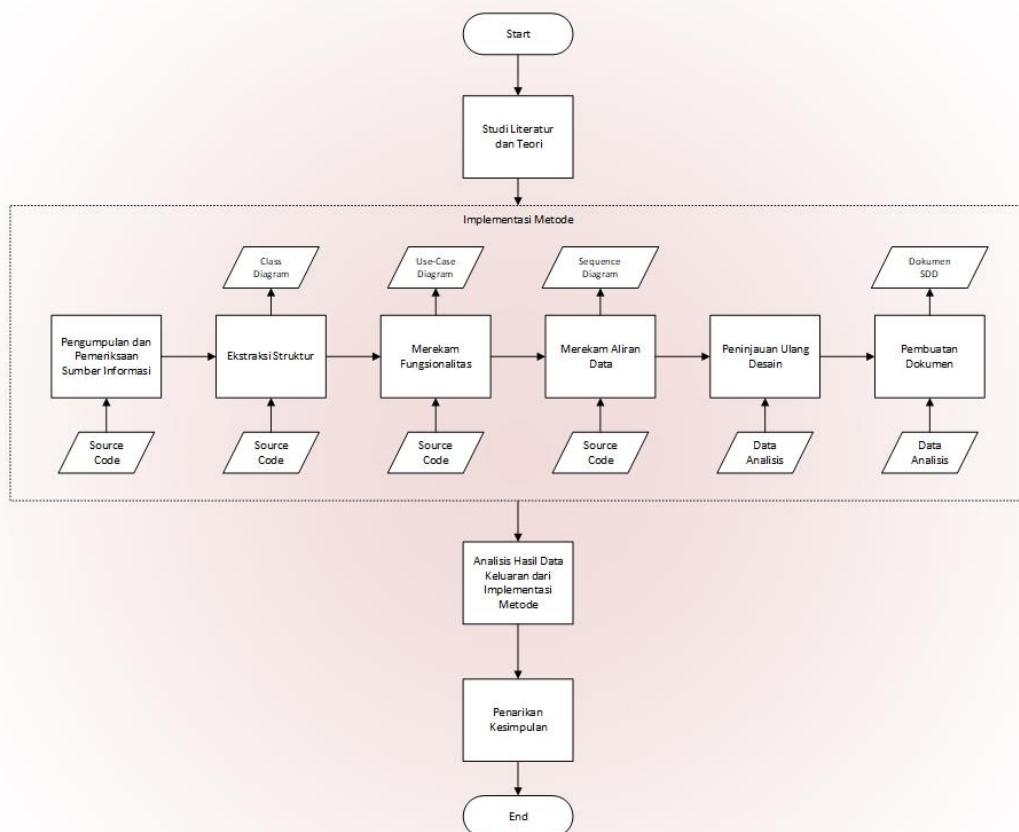 Start
Studi Literatur
dan Teori
Implementasi Metode
Class
Diagram
Use-Case
Diagram
Sequence
Diagram
Dokumen
SDD
Pengumpulan dan
Pemeriksaan
Sumber Informasi
Ekstraksi Struktur
Merekam
Fungsionalitas
Merekam Aliran
Data
Peninjauan Ulang
Desain
Pembuatan
Dokumen
Source
Code
Source
Code
Source
Code
Source
Code
Data
Analisis
Data
Analisis
Analisis Hasil Data
Keluaran dari
Implementasi
Metode
Penarikan
Kesimpulan
End